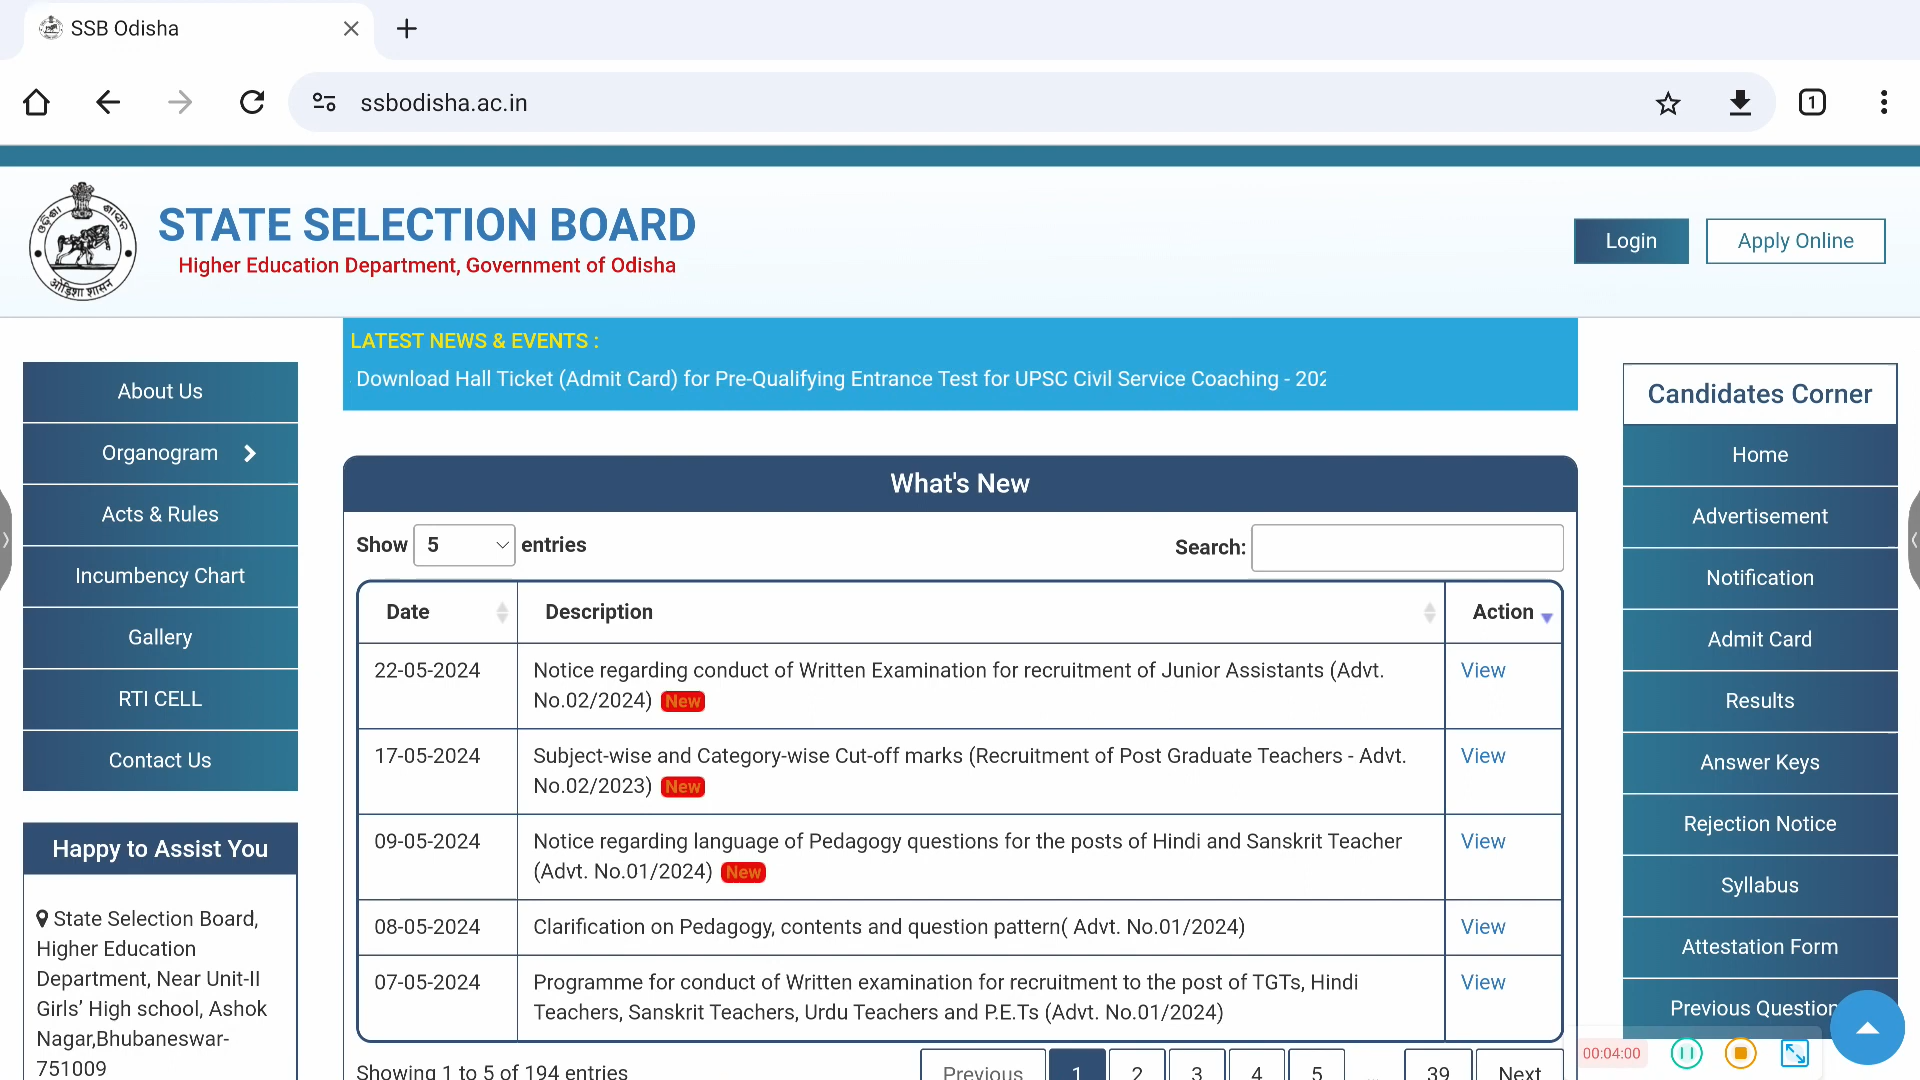 SSB Odisha
ssbodisha.ac.in
1
STATE SELECTION BOARD
Higher Education Department, Government of Odisha
Login
Apply Online
LATEST NEWS & EVENTS :
Download Hall Ticket (Admit Card) for Pre-Qualifying Entrance Test for UPSC Civil Service Coaching - 202
About Us
Organogram
Acts & Rules
Incumbency Chart
Gallery
RTI CELL
Contact Us
Happy to Assist You
State Selection Board,
Higher Education
Department, Near Unit-II
Girls’ High school, Ashok
Nagar,Bhubaneswar-
751009
What's New
Show 5 entries
Search:
Date Description Action
22-05-2024 Notice regarding conduct of Written Examination for recruitment of Junior Assistants (Advt. View
No.02/2024) New
17-05-2024 Subject-wise and Category-wise Cut-off marks (Recruitment of Post Graduate Teachers - Advt. View
No.02/2023) New
09-05-2024 Notice regarding language of Pedagogy questions for the posts of Hindi and Sanskrit Teacher View
(Advt. No.01/2024) New
08-05-2024 Clarification on Pedagogy, contents and question pattern( Advt. No.01/2024) View
07-05-2024 Programme for conduct of Written examination for recruitment to the post of TGTs, Hindi View
Teachers, Sanskrit Teachers, Urdu Teachers and P.E.Ts (Advt. No.01/2024)
Showing 1 to 5 of 194 entries
Previous 1 2 3 4 5 ... 39 Next
Candidates Corner
Home
Advertisement
Notification
Admit Card
Results
Answer Keys
Rejection Notice
Syllabus
Attestation Form
Previous Question
00:04:00